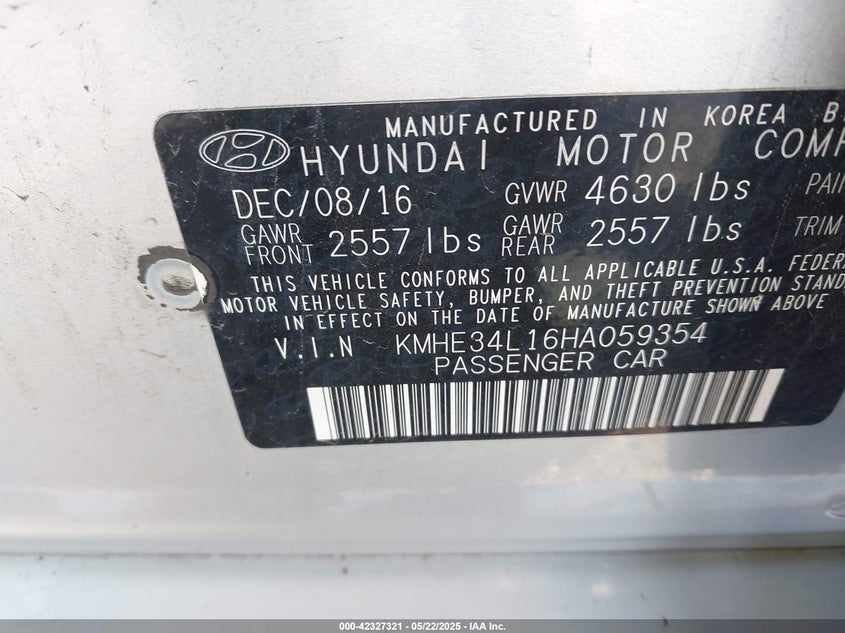 MANUFACTURED IN KOREA
HYUNDAI MOTOR
DEC/08/16 GVWR 4630 lbs
GAWR FRONT 2557 lbs GAWR REAR 2557 lbs TRIM
THIS VEHICLE CONFORMS TO ALL APPLICABLE U.S.A.
MOTOR VEHICLE SAFETY, BUMPER, AND THEFT PREVENTION
IN EFFECT ON THE DATE OF MANUFACTURE SHOWN ABOVE
V.I.N KMHE34L16HA059354
PASSENGER CAR
000-42327321 - 05/22/2025 - IAA Inc.